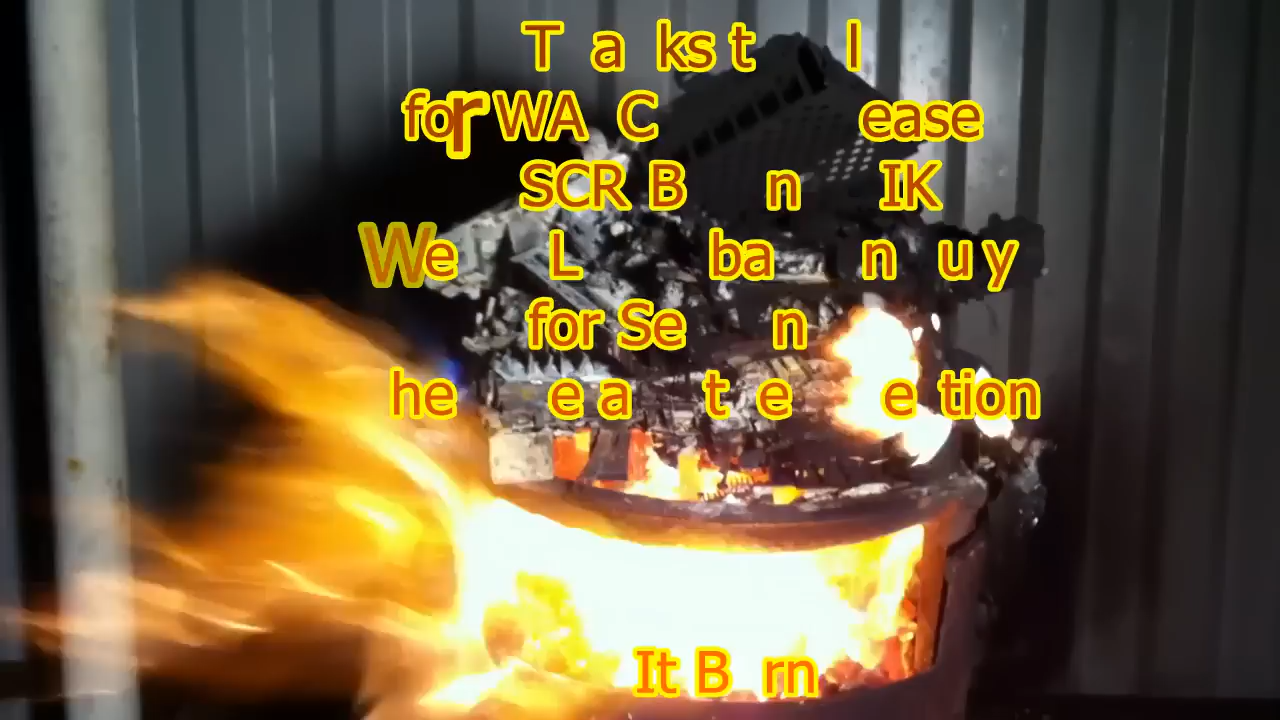 T a kst l
for WA C ease
SCR B n IK
We L ba n u y
for Se n
he e a t e e tion
It B rn